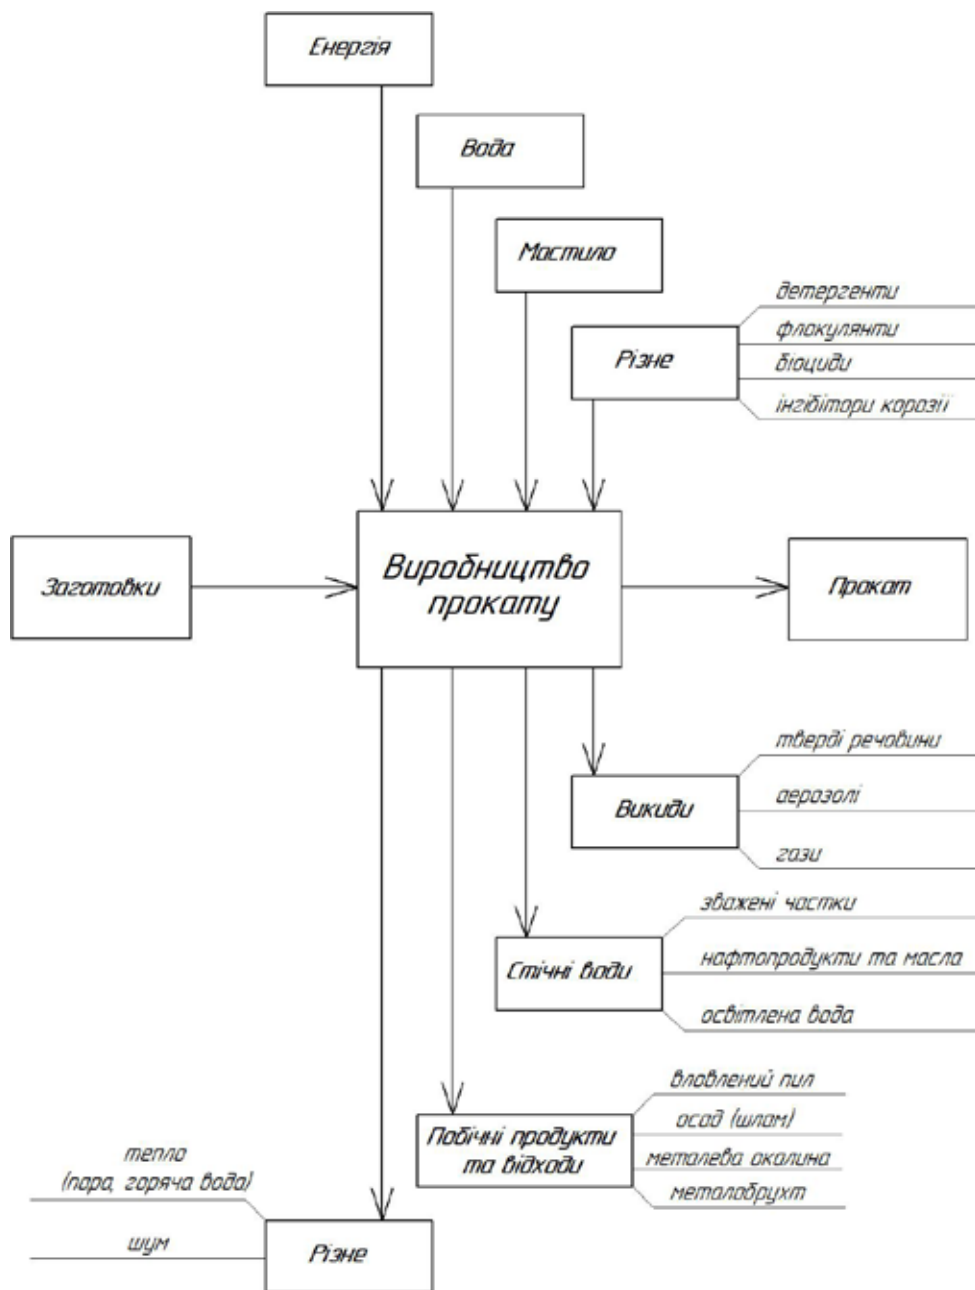 Енергія
Вода
Мастило
детергенти
флокулянти
Різне
біоциди
інгібітори корозії
Заготовки
Виробництво
прокату
Прокат
тверді речовини
Викиди
аерозолі
гази
зважені частки
Стічні води
нафтопродукти та масла
освітлена вода
вловлений пил
Побічні продукти
та відходи
осад (шлам)
металева окалина
металобрухт
тепло
(пара, горяча вода)
шум
Різне